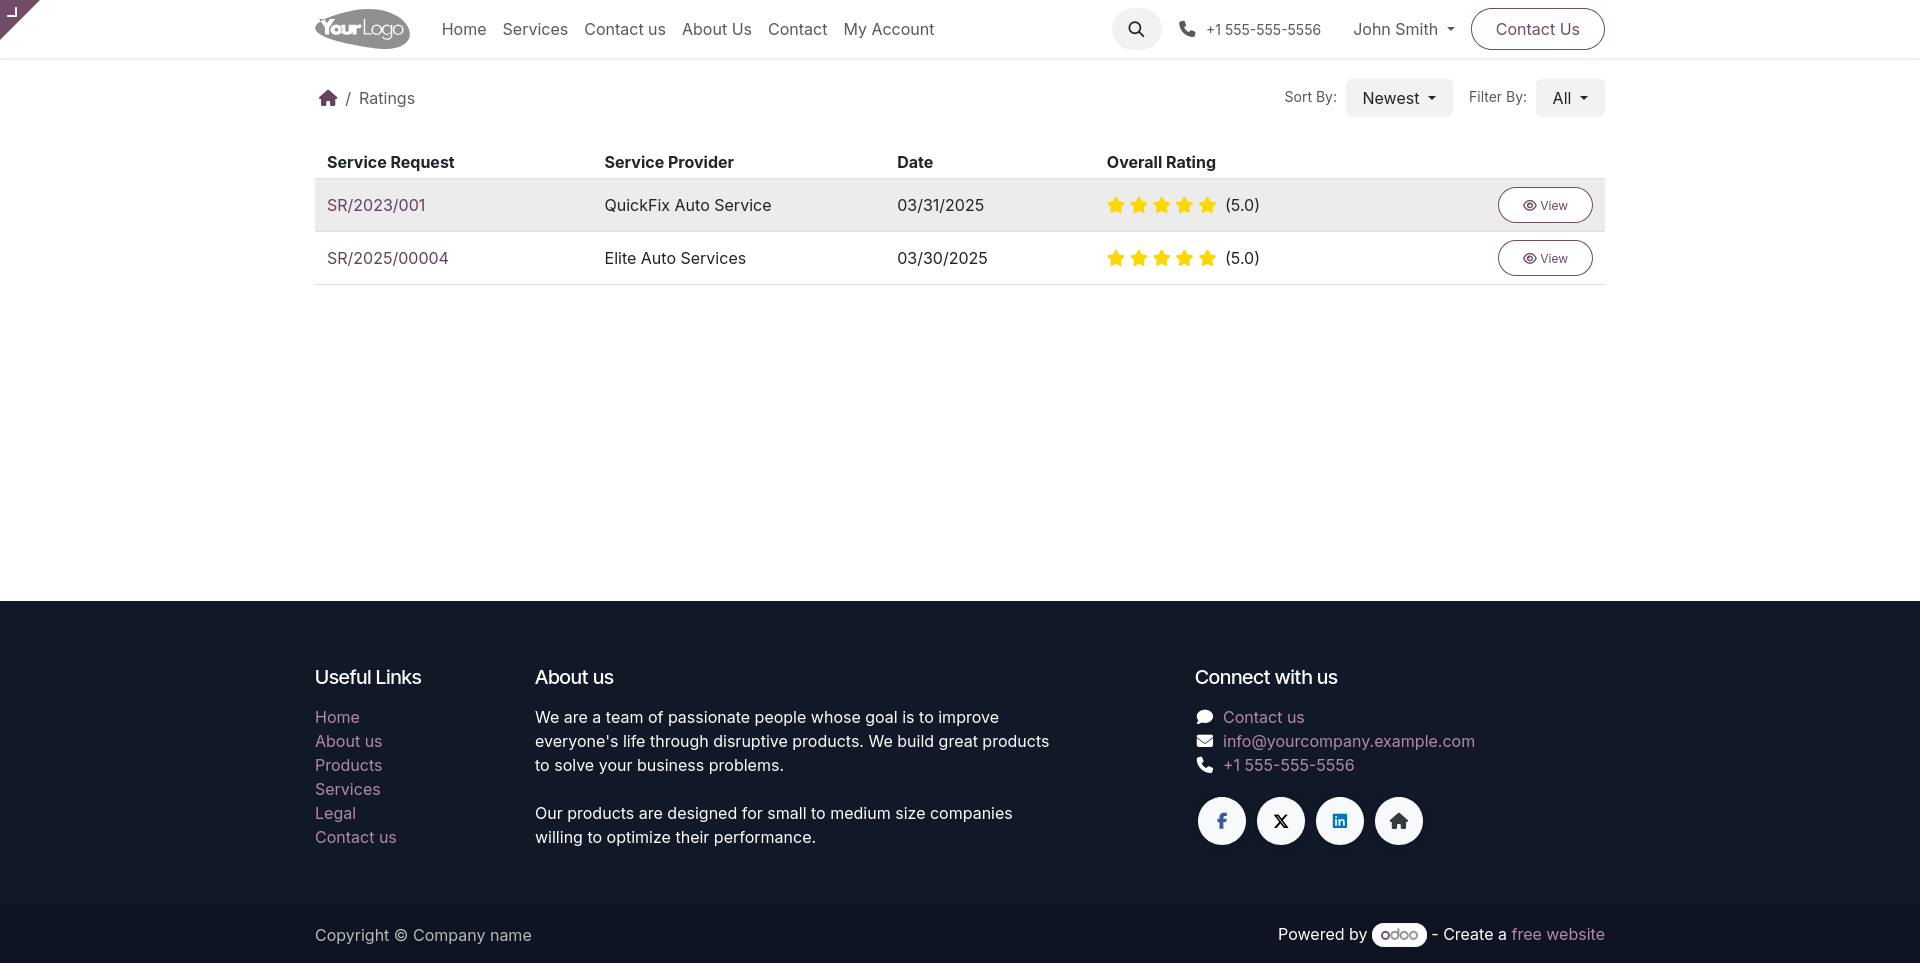 YourLogo
Home Services Contact us About Us Contact My Account
+1 555-555-5556
John Smith
Contact Us
/ Ratings
Sort By: Newest Filter By: All
Service Request Service Provider Date Overall Rating
SR/2023/001 QuickFix Auto Service 03/31/2025 (5.0) View
SR/2025/00004 Elite Auto Services 03/30/2025 (5.0) View
Useful Links
Home
About us
Products
Services
Legal
Contact us
About us
We are a team of passionate people whose goal is to improve
everyone's life through disruptive products. We build great products
to solve your business problems.
Our products are designed for small to medium size companies
willing to optimize their performance.
Connect with us
Contact us
info@yourcompany.example.com
+1 555-555-5556
Copyright © Company name
Powered by odoo - Create a free website